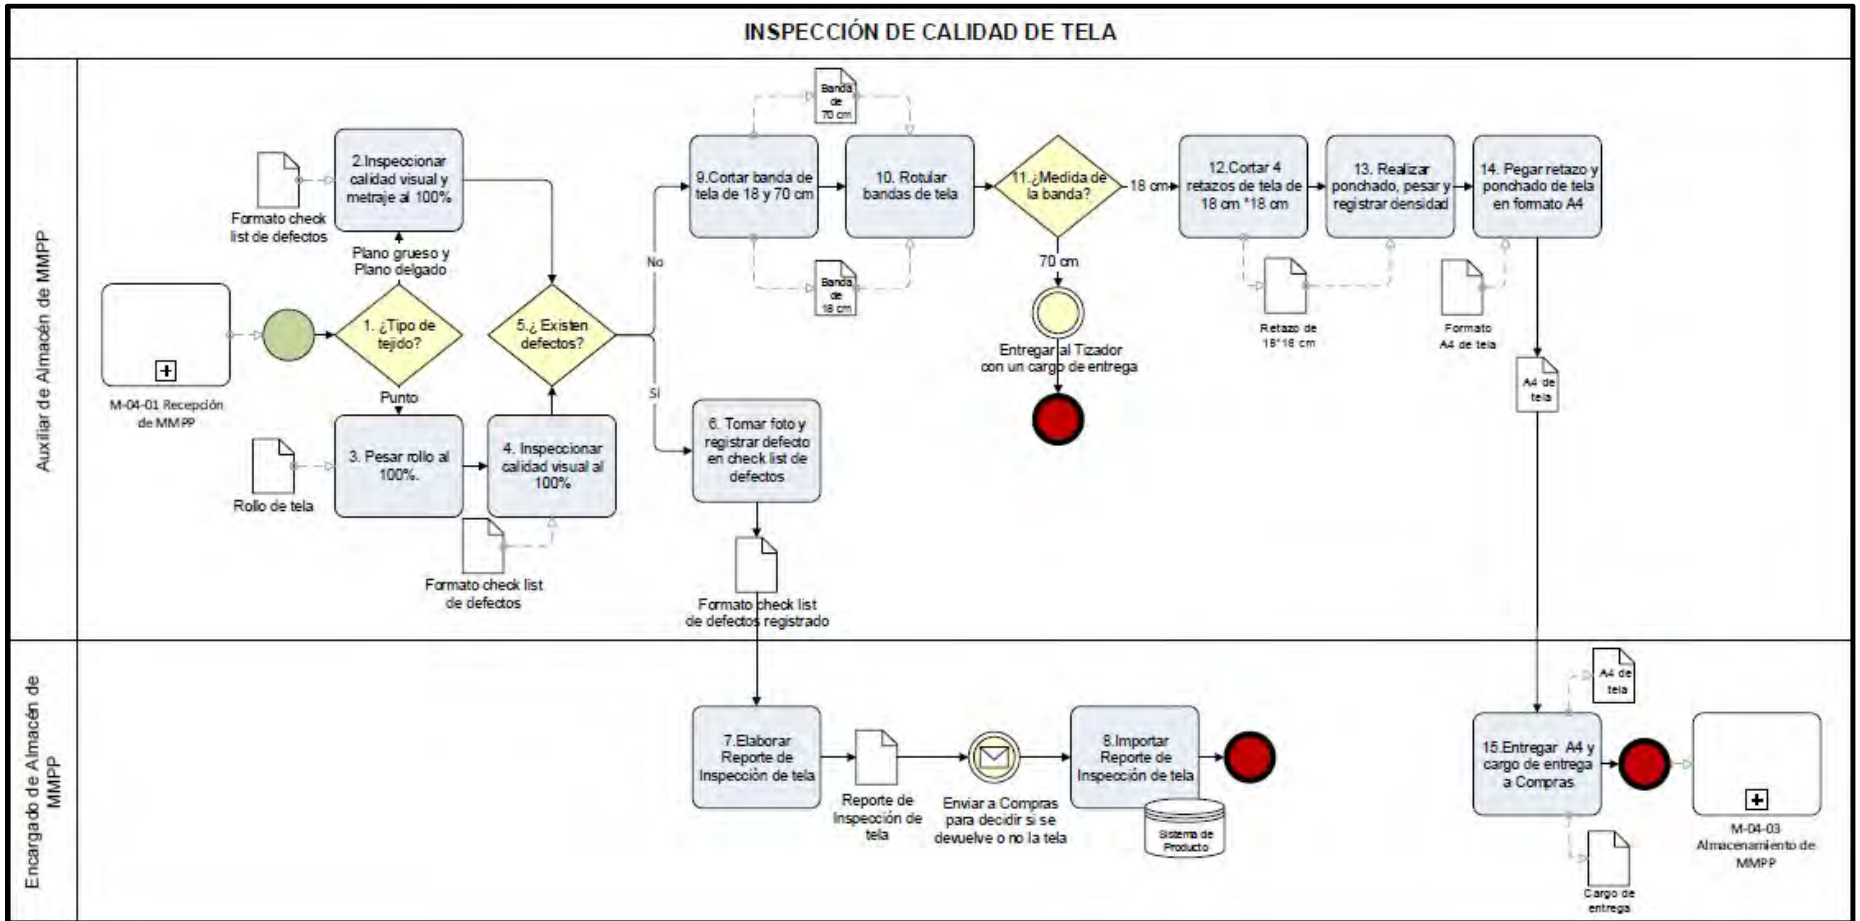 INSPECCIÓN DE CALIDAD DE TELA
Auxiliar de Almacén de MMPP
M-04-01 Recepción
de MMPP
Formato check
list de defectos
2.Inspeccionar
calidad visual y
metraje al 100%
Plano grueso y
Plano delgado
1. ¿Tipo de
tejido?
Punto
Rollo de tela
3. Pesar rollo al
100%.
4. Inspeccionar
calidad visual al
100%
Formato check list
de defectos
5.¿ Existen
defectos?
No
Sí
6. Tomar foto y
registrar defecto
en check list de
defectos
Formato check list
de defectos registrado
9.Cortar banda de
tela de 18 y 70 cm
Banda
de
70 cm
Banda
de
18 cm
10. Rotular
bandas de tela
11.¿Medida de
la banda?
18 cm
70 cm
Entregar al Tizador
con un cargo de entrega
12.Cortar 4
retazos de tela de
18 cm *18 cm
Retazo de
18*18 cm
13. Realizar
ponchado, pesar y
registrar densidad
14. Pegar retazo y
ponchado de tela
en formato A4
Formato
A4 de tela
A4 de
tela
Encargado de Almacén de
MMPP
7.Elaborar
Reporte de
Inspección de tela
Reporte de
Inspección de
tela
Enviar a Compras
para decidir si se
devuelve o no la tela
8.Importar
Reporte de
Inspección de tela
Sistema de
Producto
A4 de
tela
15.Entregar A4 y
cargo de entrega
a Compras
Cargo de
entrega
M-04-03
Almacenamiento de
MMPP